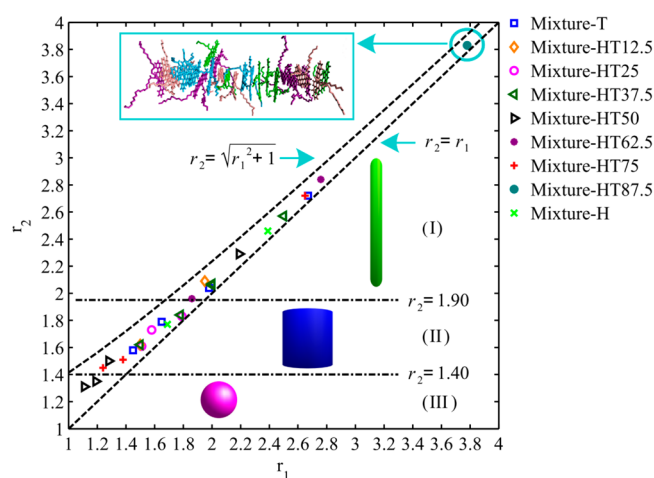 4
3.8
3.6
3.4
3.2
3
2.8
2.6
2.4
2.2
2
1.8
1.6
1.4
1.2
1
r₂
1 1.2 1.4 1.6 1.8 2 2.2 2.4 2.6 2.8 3 3.2 3.4 3.6 3.8 4
r₁
r₂=√r₁²+1
r₂= r₁
(I)
r₂=1.90
(II)
r₂=1.40
(III)
Mixture-T
Mixture-HT12.5
Mixture-HT25
Mixture-HT37.5
Mixture-HT50
Mixture-HT62.5
Mixture-HT75
Mixture-HT87.5
Mixture-H